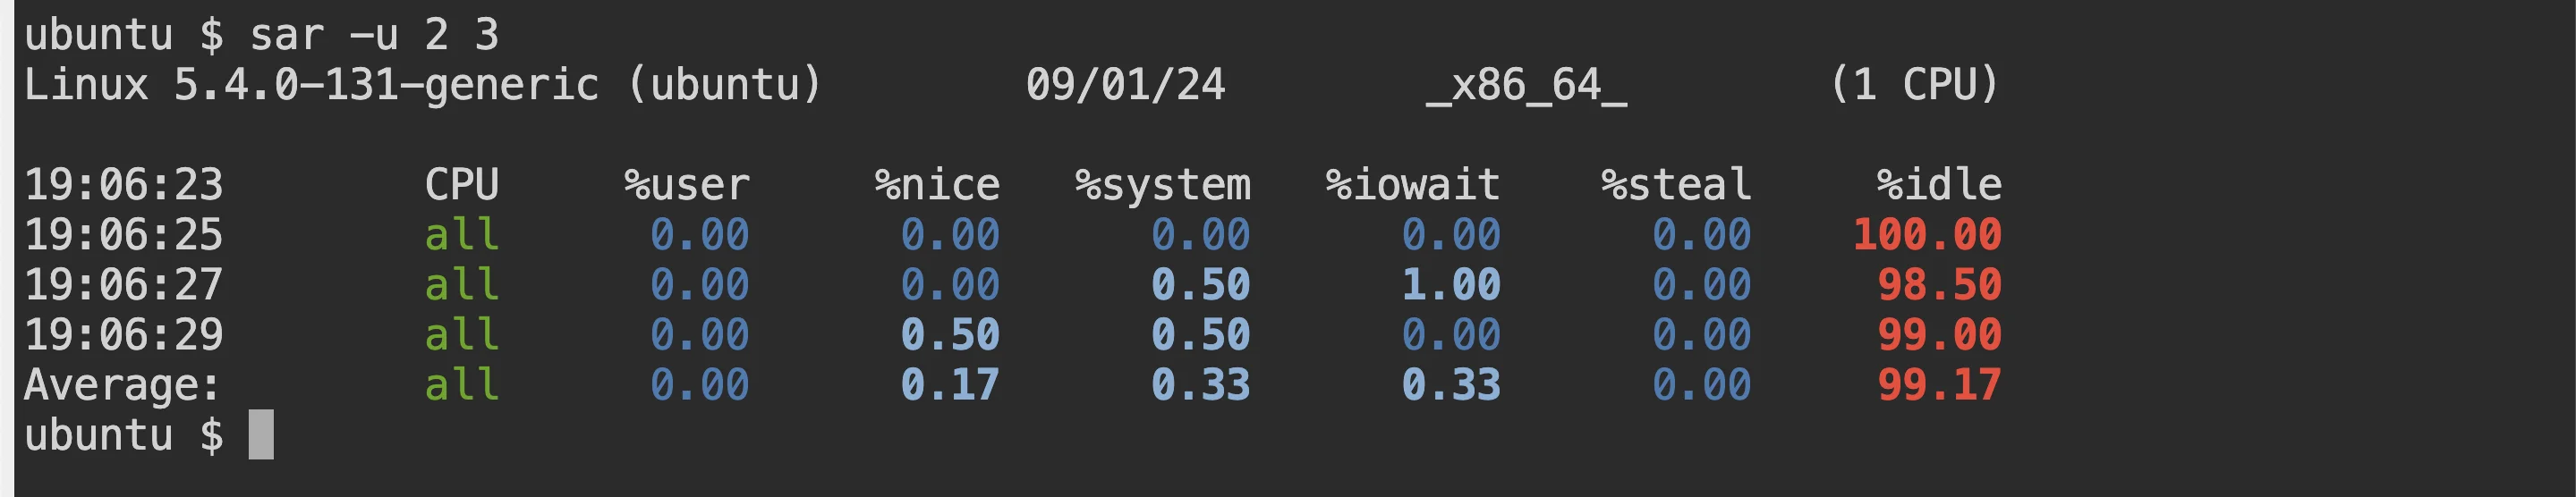 ubuntu $ sar -u 2 3
Linux 5.4.0-131-generic (ubuntu) 09/01/24 _x86_64_ (1 CPU)
19:06:23 CPU %user %nice %system %iowait %steal %idle
19:06:25 all 0.00 0.00 0.00 0.00 0.00 100.00
19:06:27 all 0.00 0.00 0.50 1.00 0.00 98.50
19:06:29 all 0.00 0.50 0.50 0.00 0.00 99.00
Average: all 0.00 0.17 0.33 0.33 0.00 99.17
ubuntu $